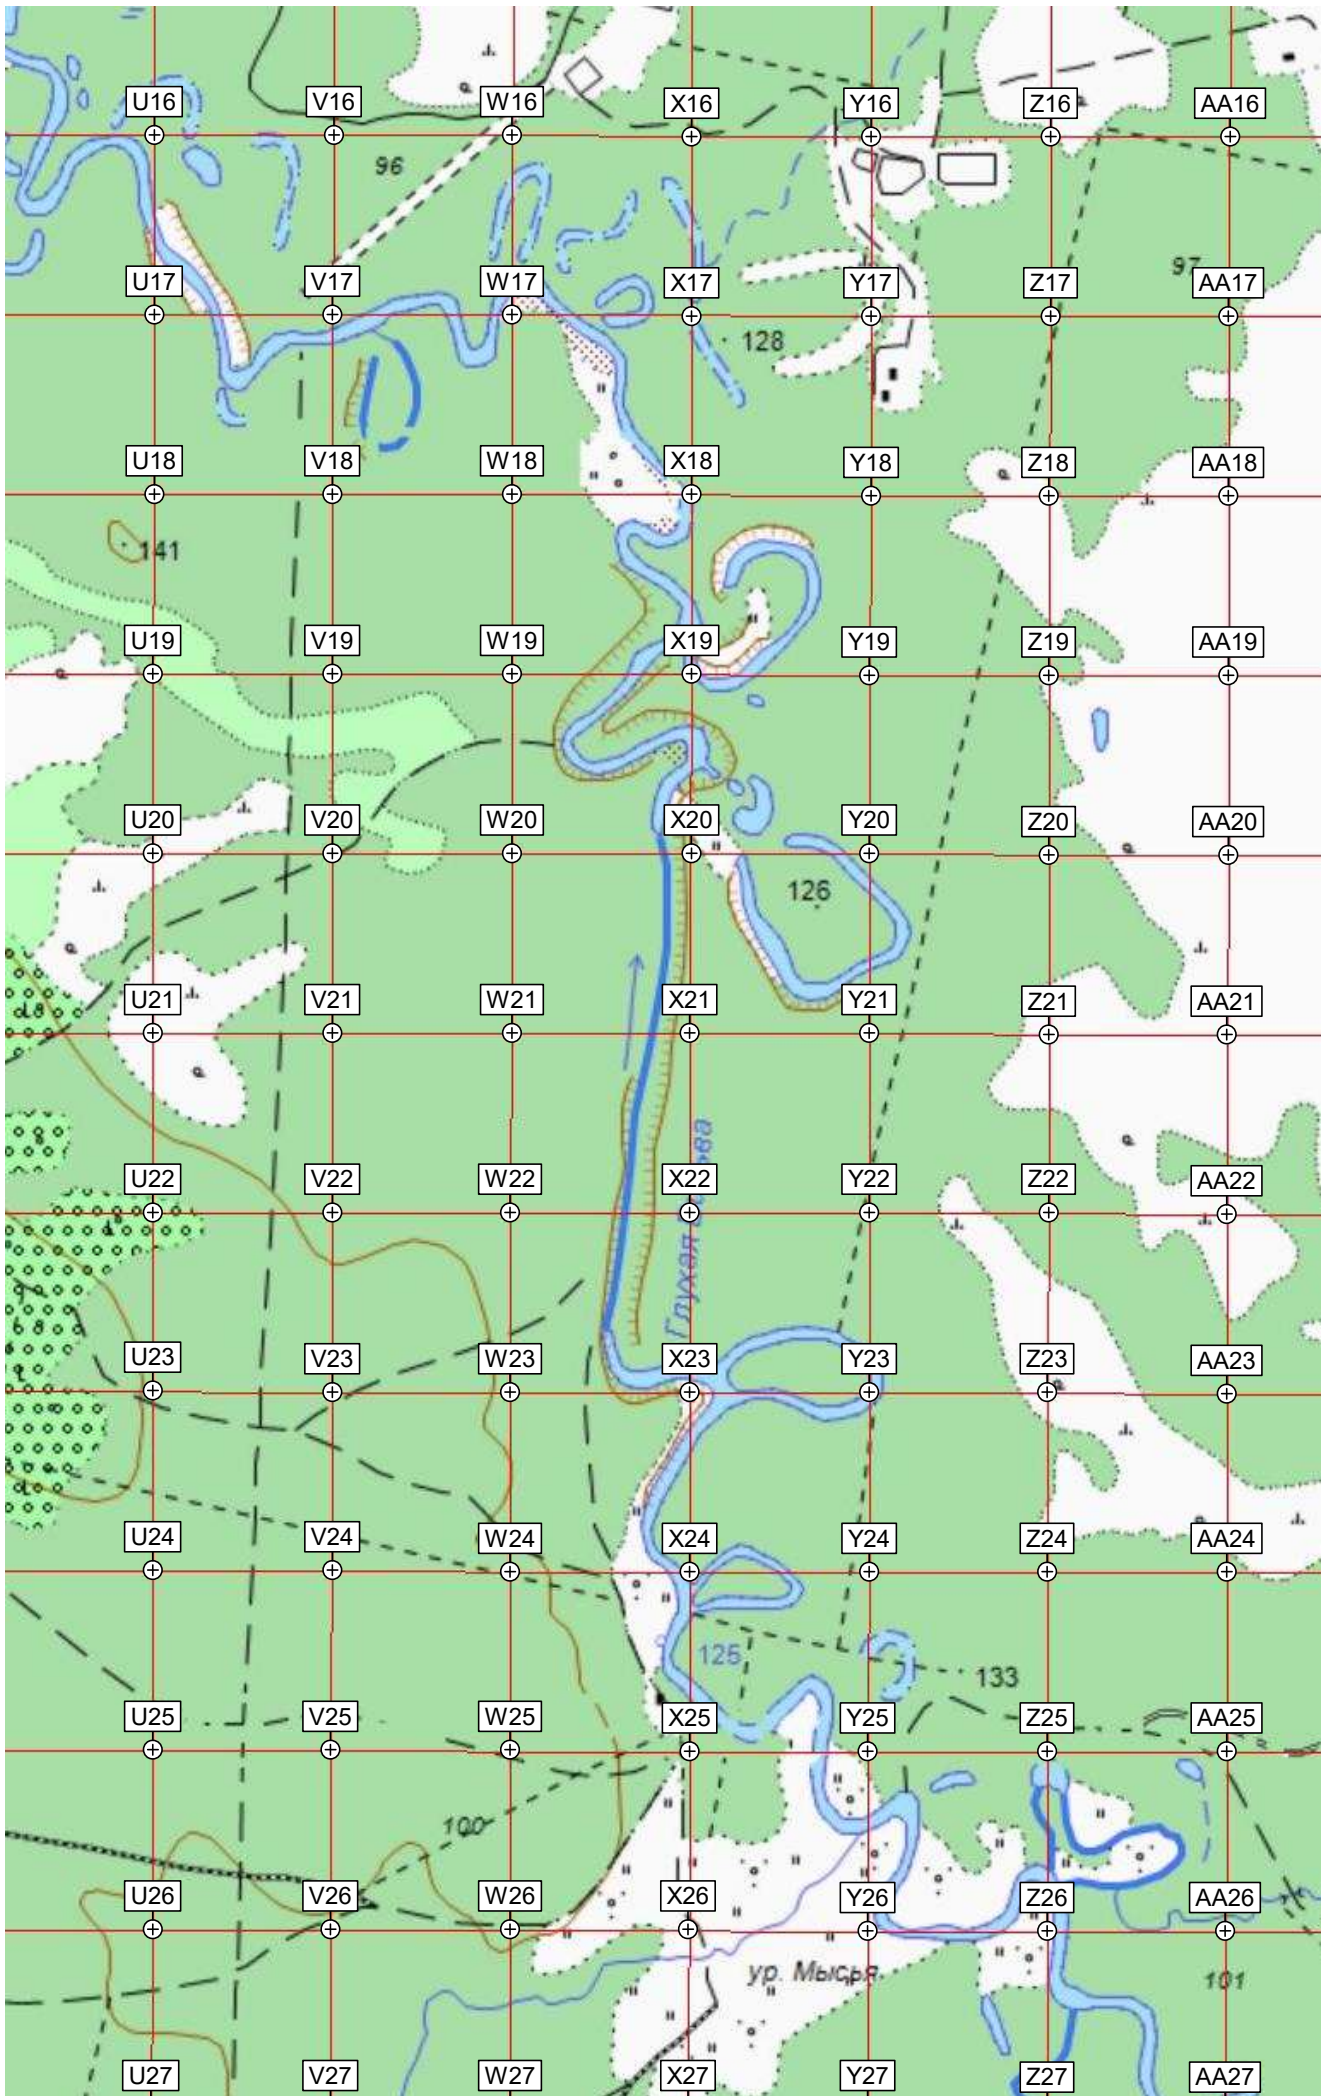 U16 V16 W16 X16 Y16 Z16 AA16
96
97
U17 V17 W17 X17 Y17 Z17 AA17
128
U18 V18 W18 X18 Y18 Z18 AA18
141
U19 V19 W19 X19 Y19 Z19 AA19
U20 V20 W20 X20 Y20 Z20 AA20
126
U21 V21 W21 X21 Y21 Z21 AA21
U22 V22 W22 X22 Y22 Z22 AA22
Глухая
U23 V23 W23 X23 Y23 Z23 AA23
U24 V24 W24 X24 Y24 Z24 AA24
125
133
U25 V25 W25 X25 Y25 Z25 AA25
100
U26 V26 W26 X26 Y26 Z26 AA26
ур. Мысья
101
U27 V27 W27 X27 Y27 Z27 AA27